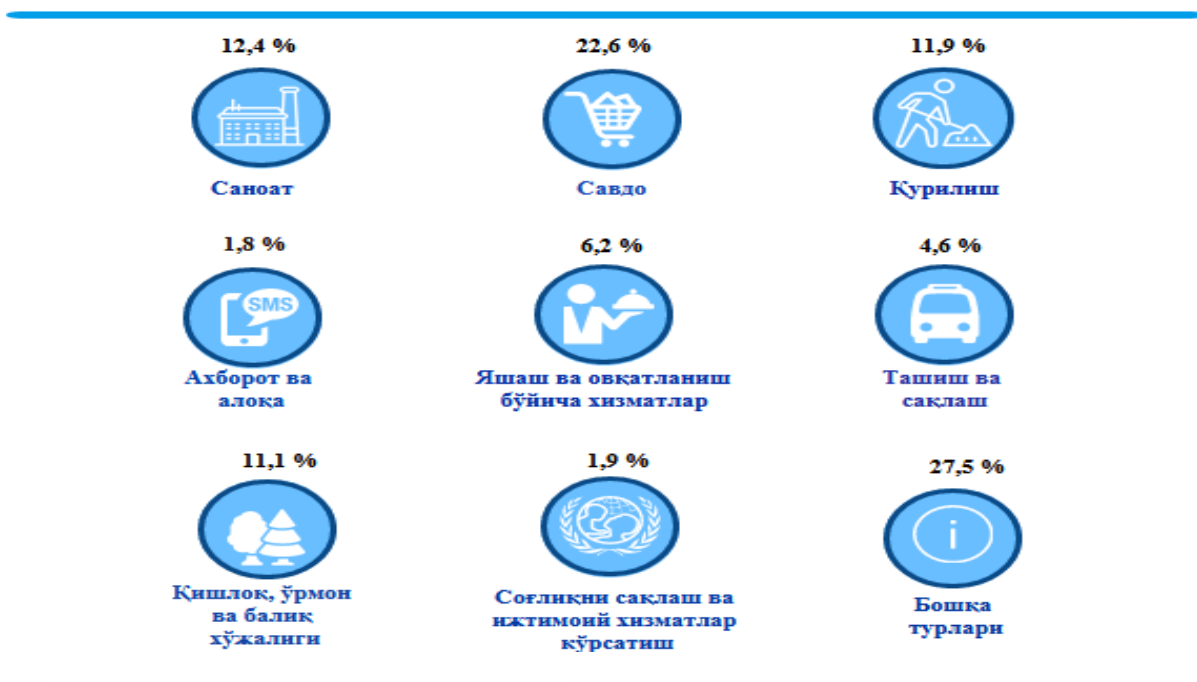 12,4 %
22,6 %
11,9 %
Саноат
Савдо
Қурилиш
1,8 %
6,2 %
4,6 %
SMS
Ахборот ва
алоқа
Яшаш ва овқатланиш
бўйича хизматлар
Ташиш ва
сақлаш
11,1 %
1,9 %
27,5 %
i
Қишлоқ, ўрмон
ва балиқ
хўжалиги
Соғлиқни сақлаш ва
ижтимоий хизматлар
кўрсатиш
Бошқа
турлари